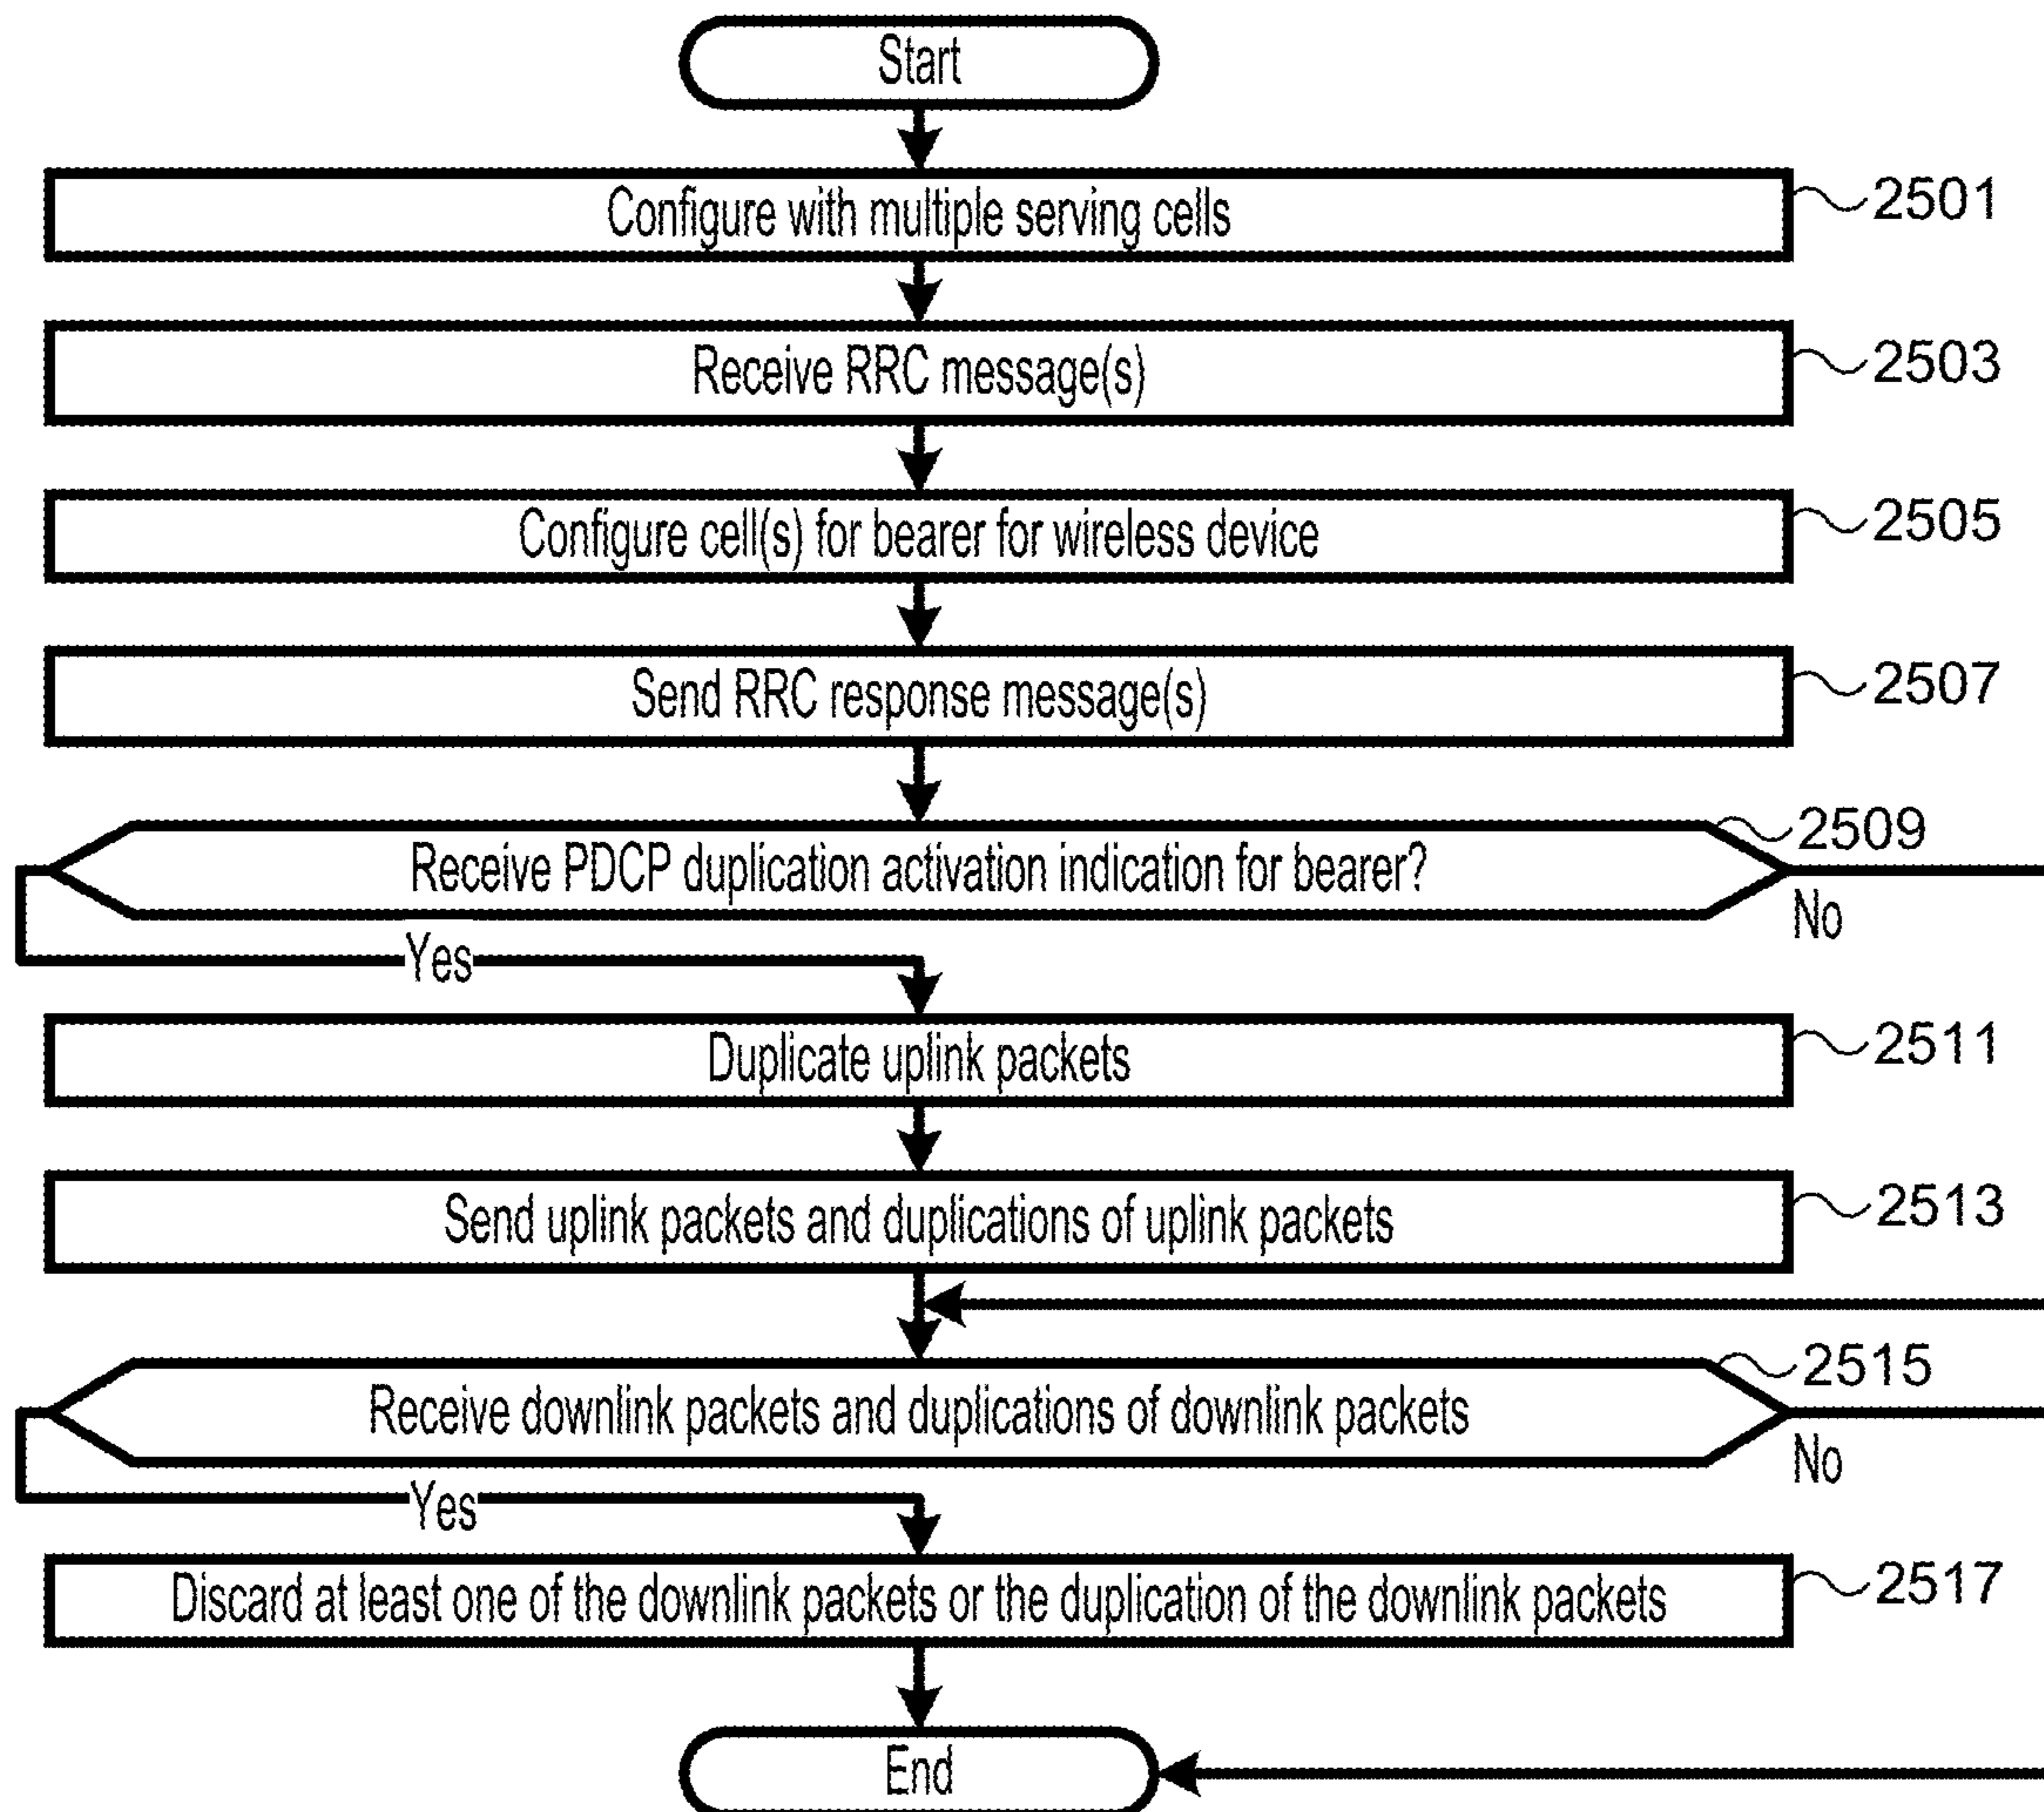 Start
Configure with multiple serving cells
2501
Receive RRC message(s)
2503
Configure cell(s) for bearer for wireless device
2505
Send RRC response message(s)
2507
Receive PDCP duplication activation indication for bearer?
2509
No
Yes
Duplicate uplink packets
2511
Send uplink packets and duplications of uplink packets
2513
Receive downlink packets and duplications of downlink packets
2515
No
Yes
Discard at least one of the downlink packets or the duplication of the downlink packets
2517
End